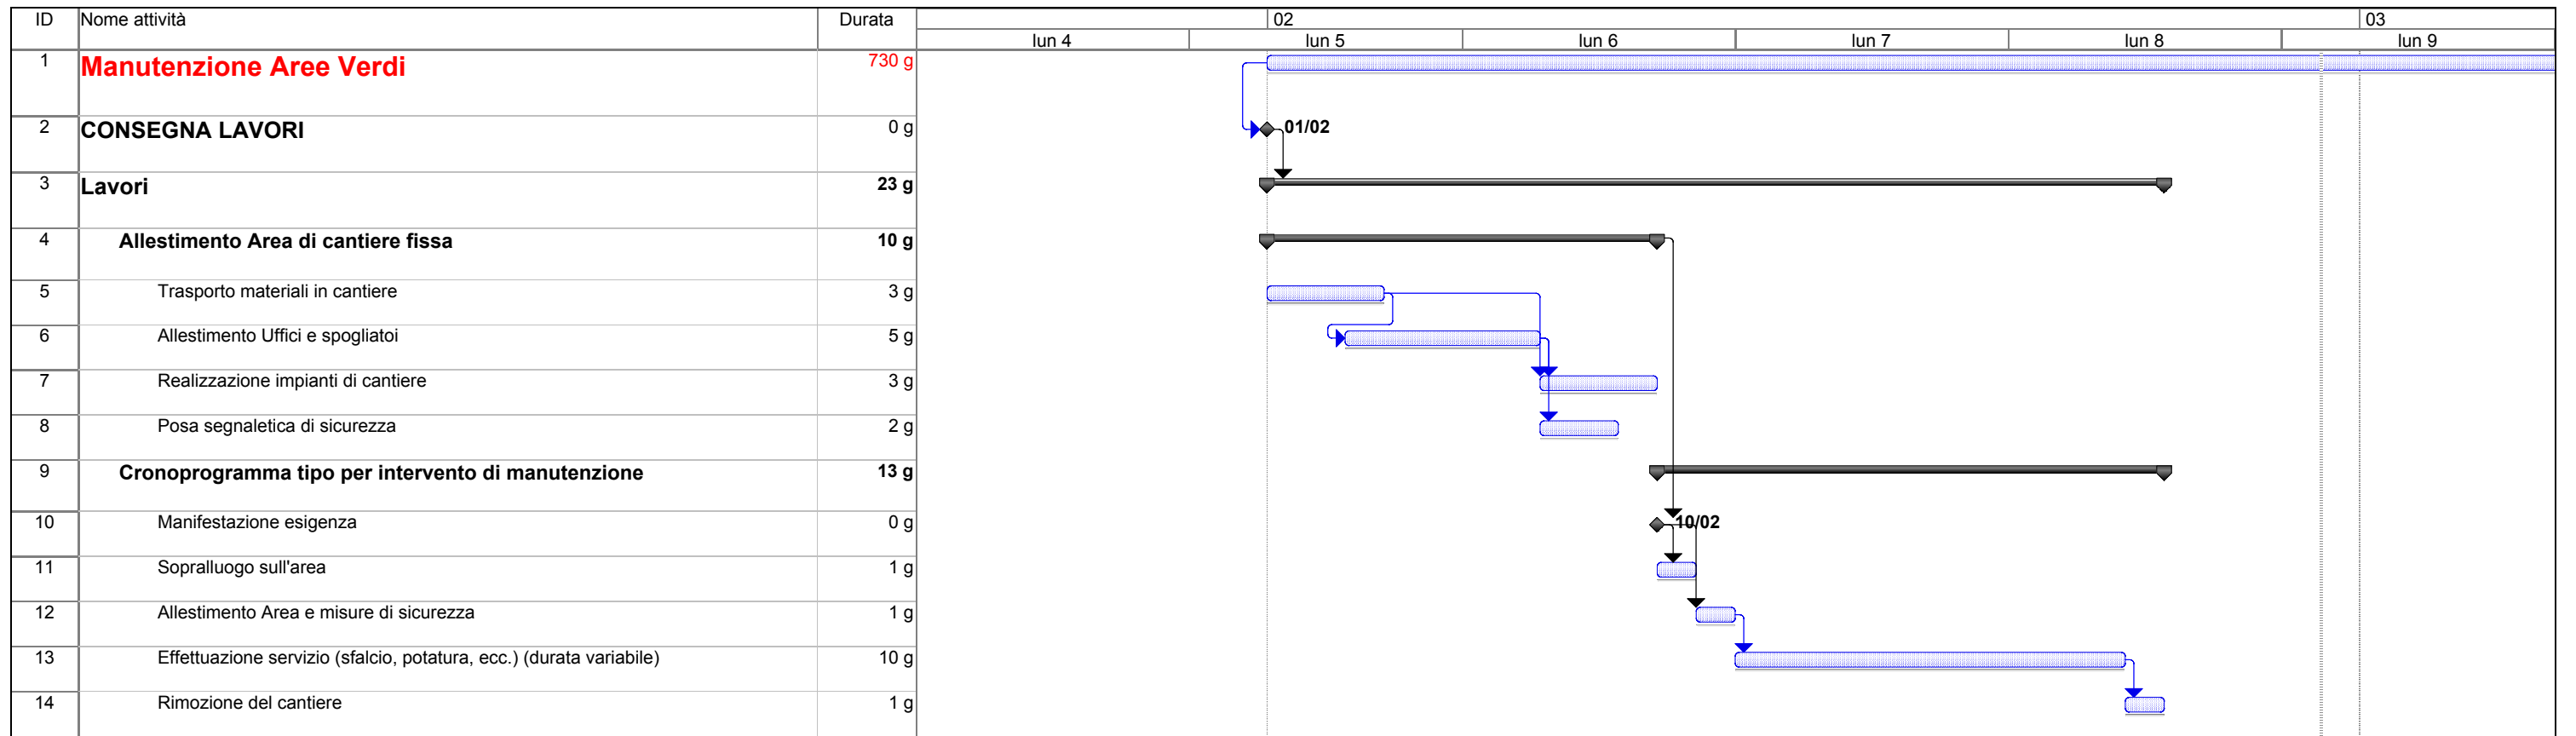 ID Nome attività Durata 02 03
lun 4 lun 5 lun 6 lun 7 lun 8 lun 9
1 Manutenzione Aree Verdi 730 g
2 CONSEGNA LAVORI 0 g 01/02
3 Lavori 23 g
4 Allestimento Area di cantiere fissa 10 g
5 Trasporto materiali in cantiere 3 g
6 Allestimento Uffici e spogliatoi 5 g
7 Realizzazione impianti di cantiere 3 g
8 Posa segnaletica di sicurezza 2 g
9 Cronoprogramma tipo per intervento di manutenzione 13 g
10 Manifestazione esigenza 0 g 10/02
11 Sopralluogo sull'area 1 g
12 Allestimento Area e misure di sicurezza 1 g
13 Effettuazione servizio (sfalcio, potatura, ecc.) (durata variabile) 10 g
14 Rimozione del cantiere 1 g